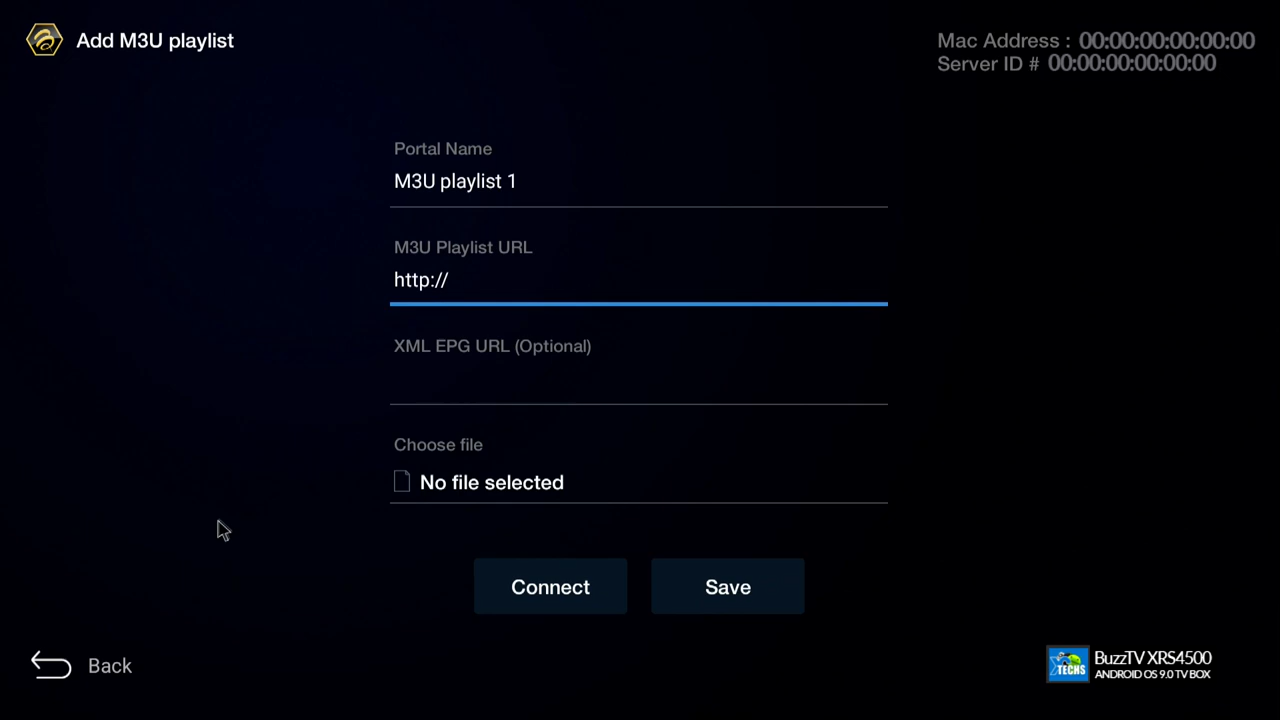 Add M3U playlist
Mac Address : 00:00:00:00:00:00
Server ID # 00:00:00:00:00:00
Portal Name
M3U playlist 1
M3U Playlist URL
http://
XML EPG URL (Optional)
Choose file
No file selected
Connect
Save
Back
TECHS
BuzzTV XRS4500
ANDROID OS 9.0 TV BOX